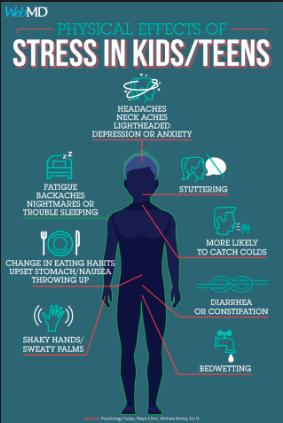 WebMD
PHYSICAL EFFECTS OF
STRESS IN KIDS/TEENS
HEADACHES
NECK ACHES
LIGHTHEADED
DEPRESSION OR ANXIETY
zz
FATIGUE
BACKACHES
NIGHTMARES OR
TROUBLE SLEEPING
STUTTERING
MORE LIKELY
TO CATCH COLDS
CHANGE IN EATING HABITS
UPSET STOMACH/NAUSEA
THROWING UP
DIARRHEA
OR CONSTIPATION
SHAKY HANDS/
SWEATY PALMS
BEDWETTING
Sources: Psychology Today, Mayo Clinic, Michele Borba, Ed. D.